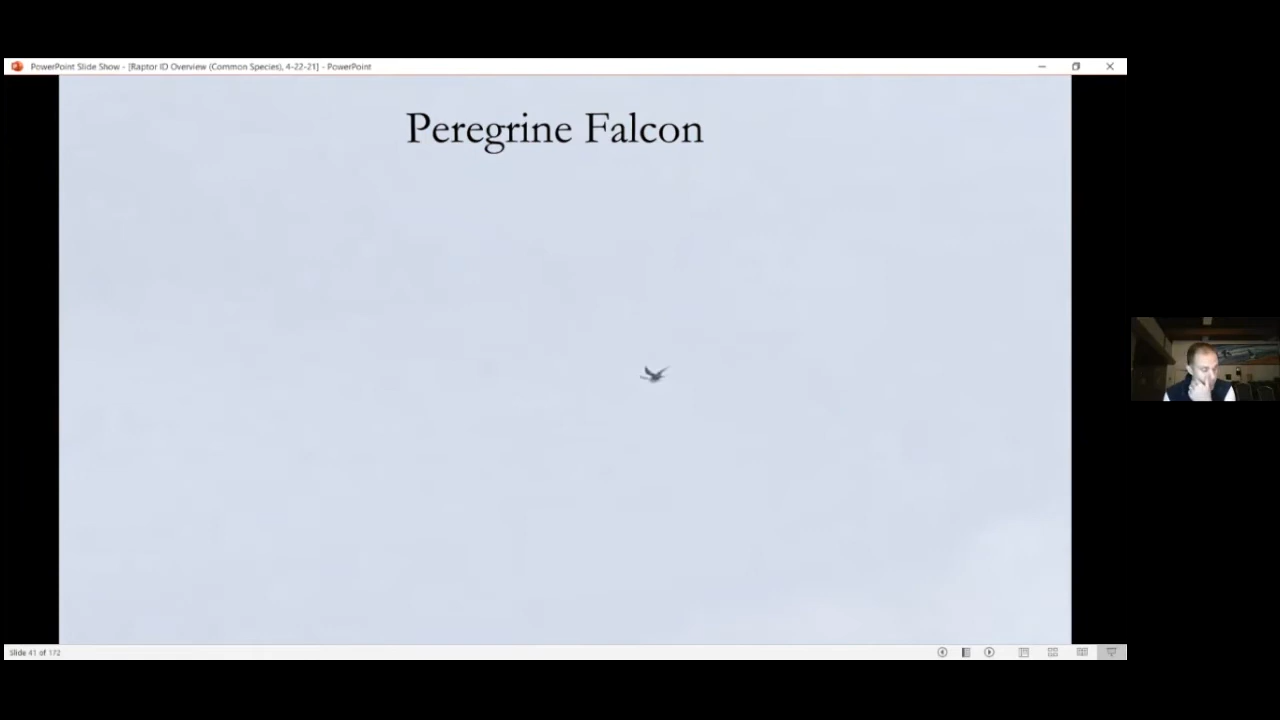 PowerPoint Slide Show - [Raptor ID Overview (Common Species), 4-22-21] - PowerPoint
Peregrine Falcon
Slide 41 of 172